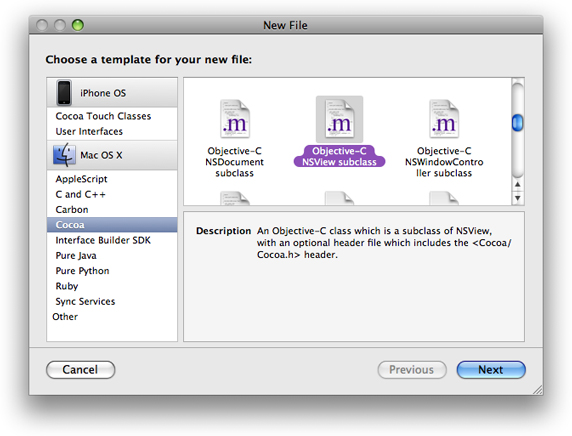 New File
Choose a template for your new file:
iPhone OS
Cocoa Touch Classes
User Interfaces
Mac OS X
AppleScript
C and C++
Carbon
Cocoa
Interface Builder SDK
Pure Java
Pure Python
Ruby
Sync Services
Other
.m
.m
.m
Objective-C
NSDocument
subclass
Objective-C
NSView subclass
Objective-C
NSWindowContro
ller subclass
Description An Objective-C class which is a subclass of NSView,
with an optional header file which includes the <Cocoa/
Cocoa.h> header.
Cancel
Previous
Next